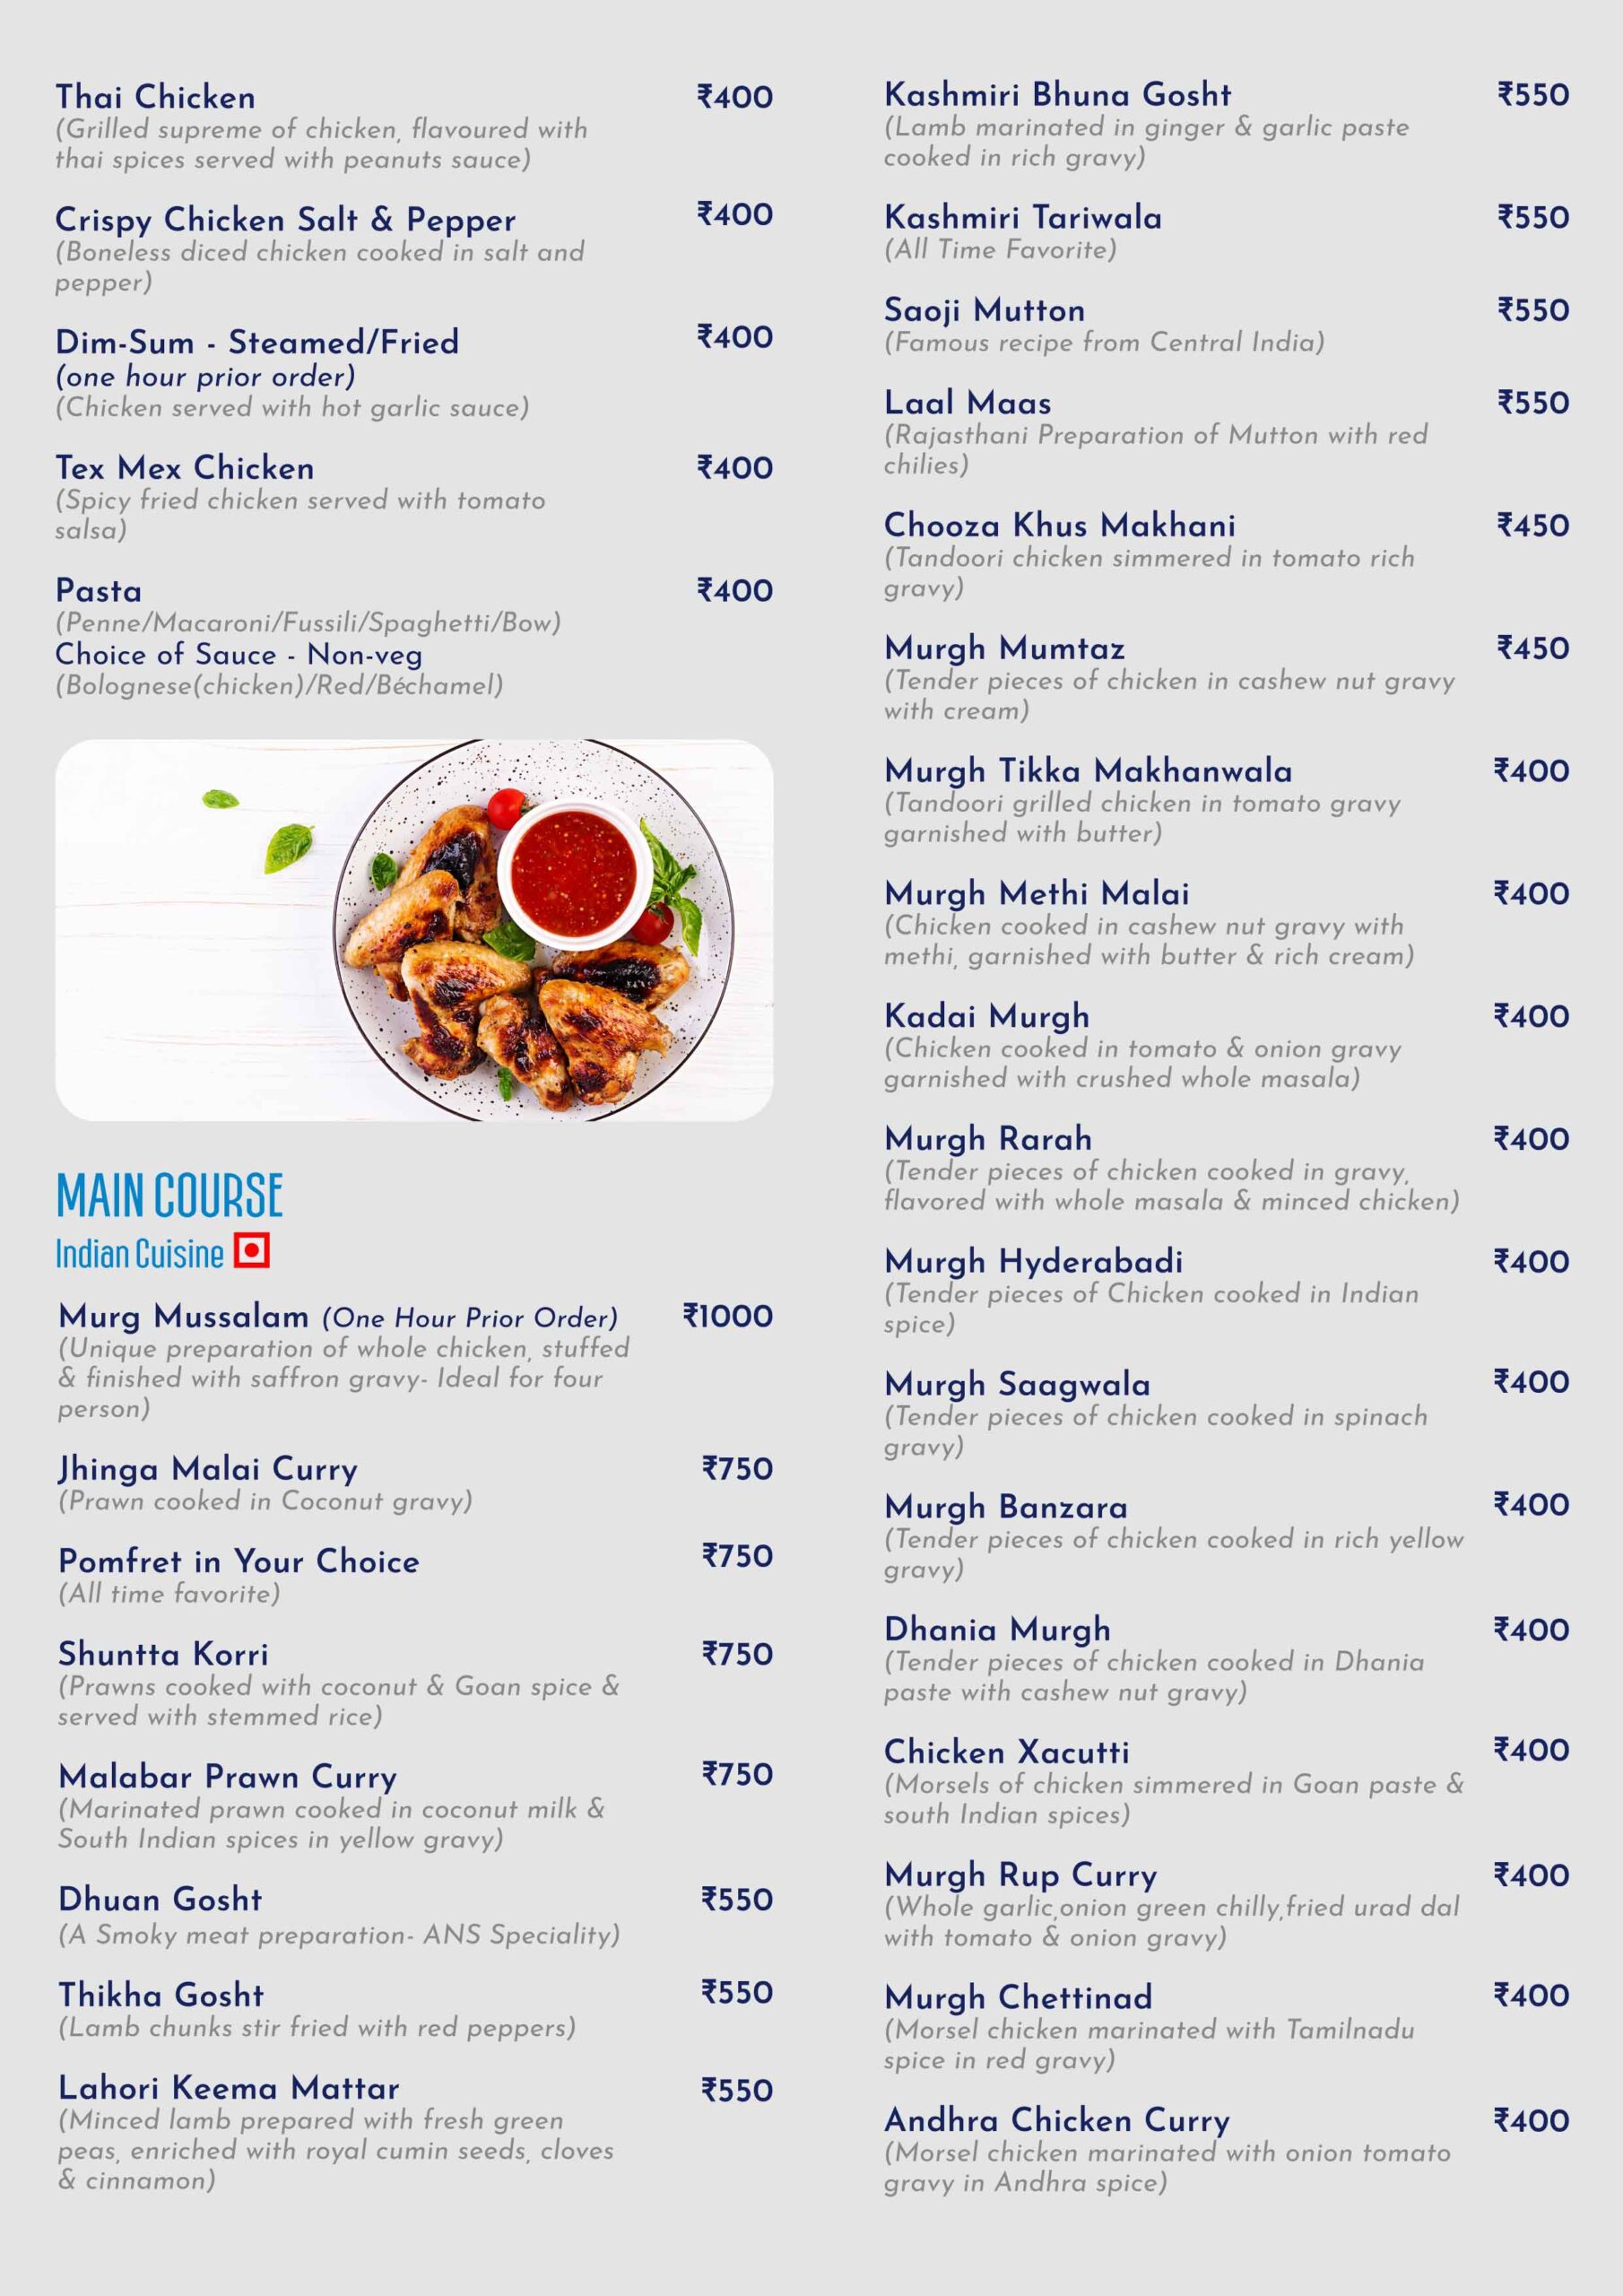 Thai Chicken ₹400
(Grilled supreme of chicken, flavoured with
thai spices served with peanuts sauce)
Crispy Chicken Salt & Pepper ₹400
(Boneless diced chicken cooked in salt and
pepper)
Dim-Sum - Steamed/Fried ₹400
(one hour prior order)
(Chicken served with hot garlic sauce)
Tex Mex Chicken ₹400
(Spicy fried chicken served with tomato
salsa)
Pasta ₹400
(Penne/Macaroni/Fussili/Spaghetti/Bow)
Choice of Sauce - Non-veg
(Bolognese(chicken)/Red/Béchamel)
MAIN COURSE
Indian Cuisine
Murg Mussalam (One Hour Prior Order) ₹1000
(Unique preparation of whole chicken, stuffed
& finished with saffron gravy- Ideal for four
person)
Jhinga Malai Curry ₹750
(Prawn cooked in Coconut gravy)
Pomfret in Your Choice ₹750
(All time favorite)
Shuntta Korri ₹750
(Prawns cooked with coconut & Goan spice &
served with stemmed rice)
Malabar Prawn Curry ₹750
(Marinated prawn cooked in coconut milk &
South Indian spices in yellow gravy)
Dhuan Gosht ₹550
(A Smoky meat preparation- ANS Speciality)
Thikha Gosht ₹550
(Lamb chunks stir fried with red peppers)
Lahori Keema Mattar ₹550
(Minced lamb prepared with fresh green
peas, enriched with royal cumin seeds, cloves
& cinnamon)
Kashmiri Bhuna Gosht ₹550
(Lamb marinated in ginger & garlic paste
cooked in rich gravy)
Kashmiri Tariwala ₹550
(All Time Favorite)
Saoji Mutton ₹550
(Famous recipe from Central India)
Laal Maas ₹550
(Rajasthani Preparation of Mutton with red
chilies)
Chooza Khus Makhani ₹450
(Tandoori chicken simmered in tomato rich
gravy)
Murgh Mumtaz ₹450
(Tender pieces of chicken in cashew nut gravy
with cream)
Murgh Tikka Makhanwala ₹400
(Tandoori grilled chicken in tomato gravy
garnished with butter)
Murgh Methi Malai ₹400
(Chicken cooked in cashew nut gravy with
methi, garnished with butter & rich cream)
Kadai Murgh ₹400
(Chicken cooked in tomato & onion gravy
garnished with crushed whole masala)
Murgh Rarah ₹400
(Tender pieces of chicken cooked in gravy,
flavored with whole masala & minced chicken)
Murgh Hyderabadi ₹400
(Tender pieces of Chicken cooked in Indian
spice)
Murgh Saagwala ₹400
(Tender pieces of chicken cooked in spinach
gravy)
Murgh Banzara ₹400
(Tender pieces of chicken cooked in rich yellow
gravy)
Dhania Murgh ₹400
(Tender pieces of chicken cooked in Dhania
paste with cashew nut gravy)
Chicken Xacutti ₹400
(Morsels of chicken simmered in Goan paste &
south Indian spices)
Murgh Rup Curry ₹400
(Whole garlic,onion green chilly,fried urad dal
with tomato & onion gravy)
Murgh Chettinad ₹400
(Morsel chicken marinated with Tamilnadu
spice in red gravy)
Andhra Chicken Curry ₹400
(Morsel chicken marinated with onion tomato
gravy in Andhra spice)